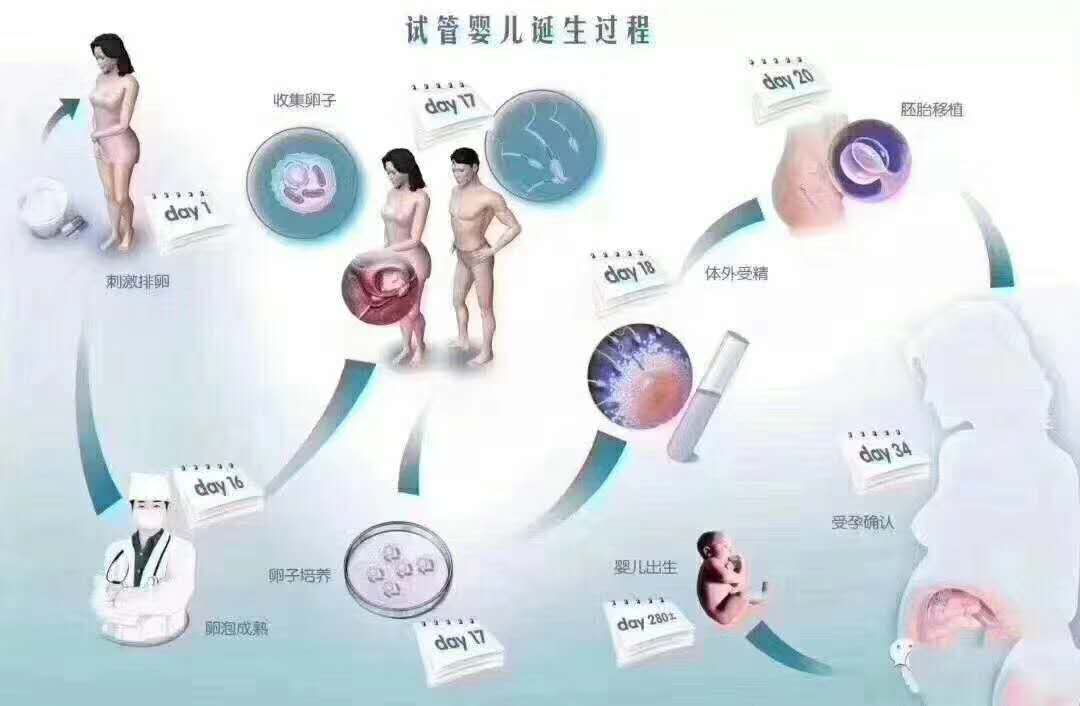 试管婴儿诞生过程
day 1
刺激排卵
day 16
卵泡成熟
收集卵子
day 17
卵子培养
day 17
day 18
体外受精
day 20
胚胎移植
day 34
受孕确认
婴儿出生
day 280±